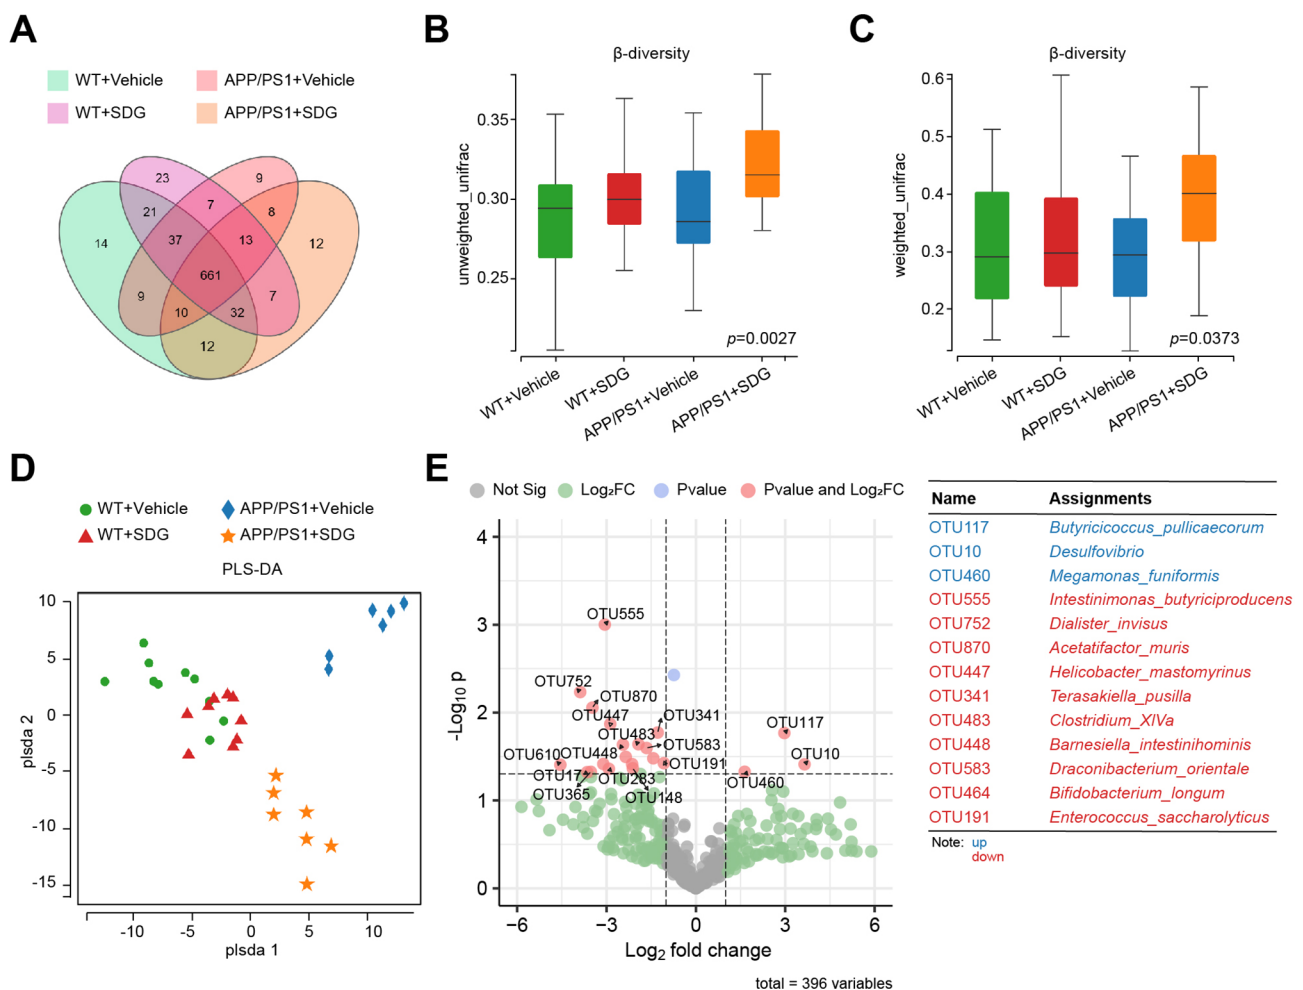 A
WT+Vehicle
APP/PS1+Vehicle
WT+SDG
APP/PS1+SDG
23
9
21
7
8
14
37
13
12
661
9
10
32
7
12
B
β-diversity
unweighted_unifrac
0.35
0.30
0.25
p=0.0027
WT+Vehicle
WT+SDG
APP/PS1+Vehicle
APP/PS1+SDG
C
β-diversity
weighted_unifrac
0.6
0.5
0.4
0.3
0.2
p=0.0373
WT+Vehicle
WT+SDG
APP/PS1+Vehicle
APP/PS1+SDG
D
WT+Vehicle
APP/PS1+Vehicle
WT+SDG
APP/PS1+SDG
PLS-DA
plsda 2
10
5
0
-5
-10
-15
-10
-5
0
5
10
plsda 1
E
Not Sig
Log₂FC
Pvalue
Pvalue and Log₂FC
-Log₁₀ p
4
3
2
1
0
OTU555
OTU752
OTU870
OTU447
OTU341
OTU117
OTU483
OTU583
OTU610
OTU448
OTU10
OTU191
OTU17
OTU283
OTU460
OTU365
OTU148
−6
−3
0
3
6
Log₂ fold change
total = 396 variables
Name Assignments
OTU117 Butyricicoccus_pullicaecorum
OTU10 Desulfovibrio
OTU460 Megamonas_funiformis
OTU555 Intestinimonas_butyriciproducens
OTU752 Dialister_invisus
OTU870 Acetatifactor_muris
OTU447 Helicobacter_mastomyrinus
OTU341 Terasakiella_pusilla
OTU483 Clostridium_XIVa
OTU448 Barnesiella_intestinihominis
OTU583 Draconibacterium_orientale
OTU464 Bifidobacterium_longum
OTU191 Enterococcus_saccharolyticus
Note: up
down